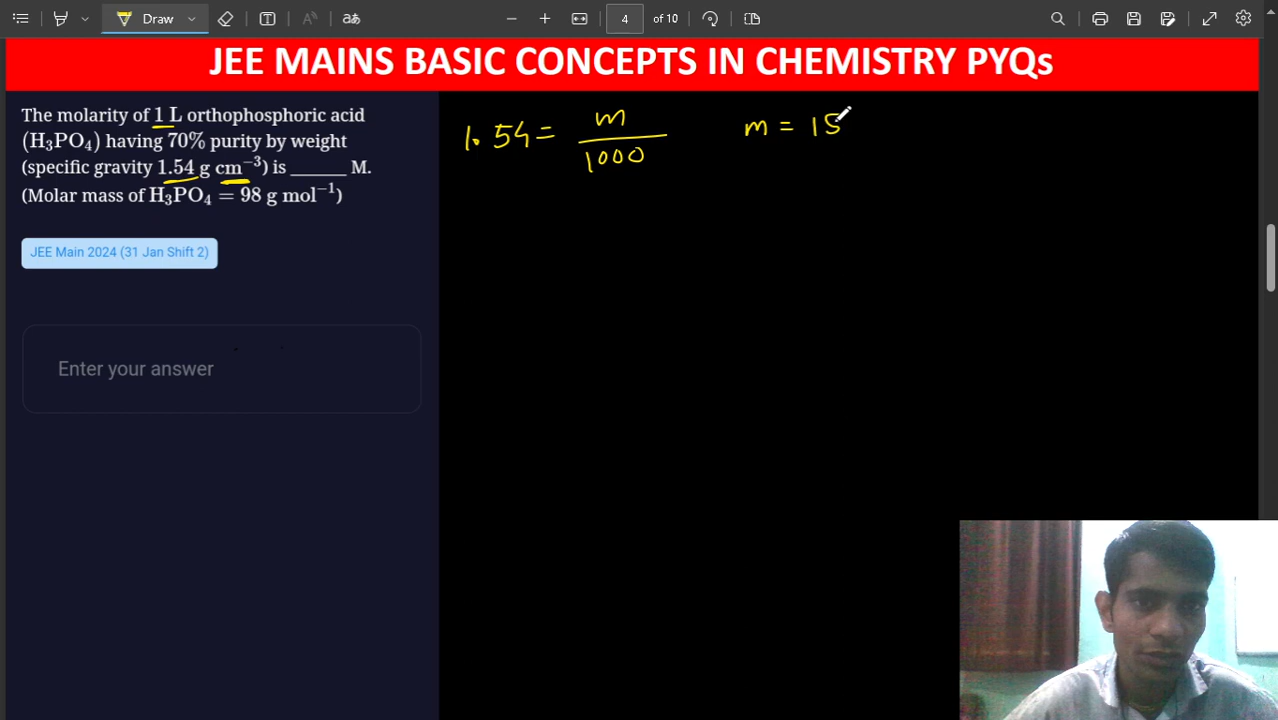 Draw
4 of 10
JEE MAINS BASIC CONCEPTS IN CHEMISTRY PYQs
The molarity of 1 L orthophosphoric acid
(H₃PO₄) having 70% purity by weight
(specific gravity 1.54 g cm⁻³) is ______ M.
(Molar mass of H₃PO₄ = 98 g mol⁻¹)
JEE Main 2024 (31 Jan Shift 2)
Enter your answer
1.54 = m/1000
m = 15